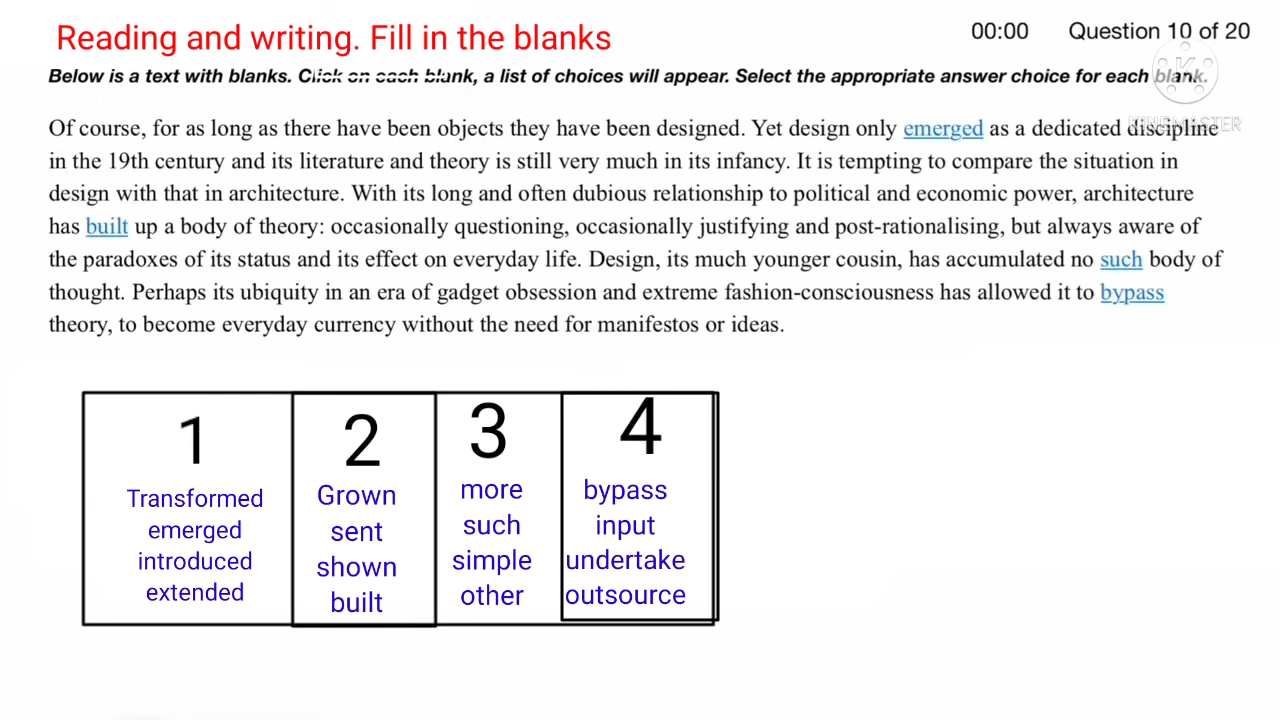 Reading and writing. Fill in the blanks
00:00 Question 10 of 20
Below is a text with blanks. Click on each blank, a list of choices will appear. Select the appropriate answer choice for each blank.
KINEMASTER
Of course, for as long as there have been objects they have been designed. Yet design only emerged as a dedicated discipline
in the 19th century and its literature and theory is still very much in its infancy. It is tempting to compare the situation in
design with that in architecture. With its long and often dubious relationship to political and economic power, architecture
has built up a body of theory: occasionally questioning, occasionally justifying and post-rationalising, but always aware of
the paradoxes of its status and its effect on everyday life. Design, its much younger cousin, has accumulated no such body of
thought. Perhaps its ubiquity in an era of gadget obsession and extreme fashion-consciousness has allowed it to bypass
theory, to become everyday currency without the need for manifestos or ideas.
1
Transformed
emerged
introduced
extended
2
Grown
sent
shown
built
3
more
such
simple
other
4
bypass
input
undertake
outsource